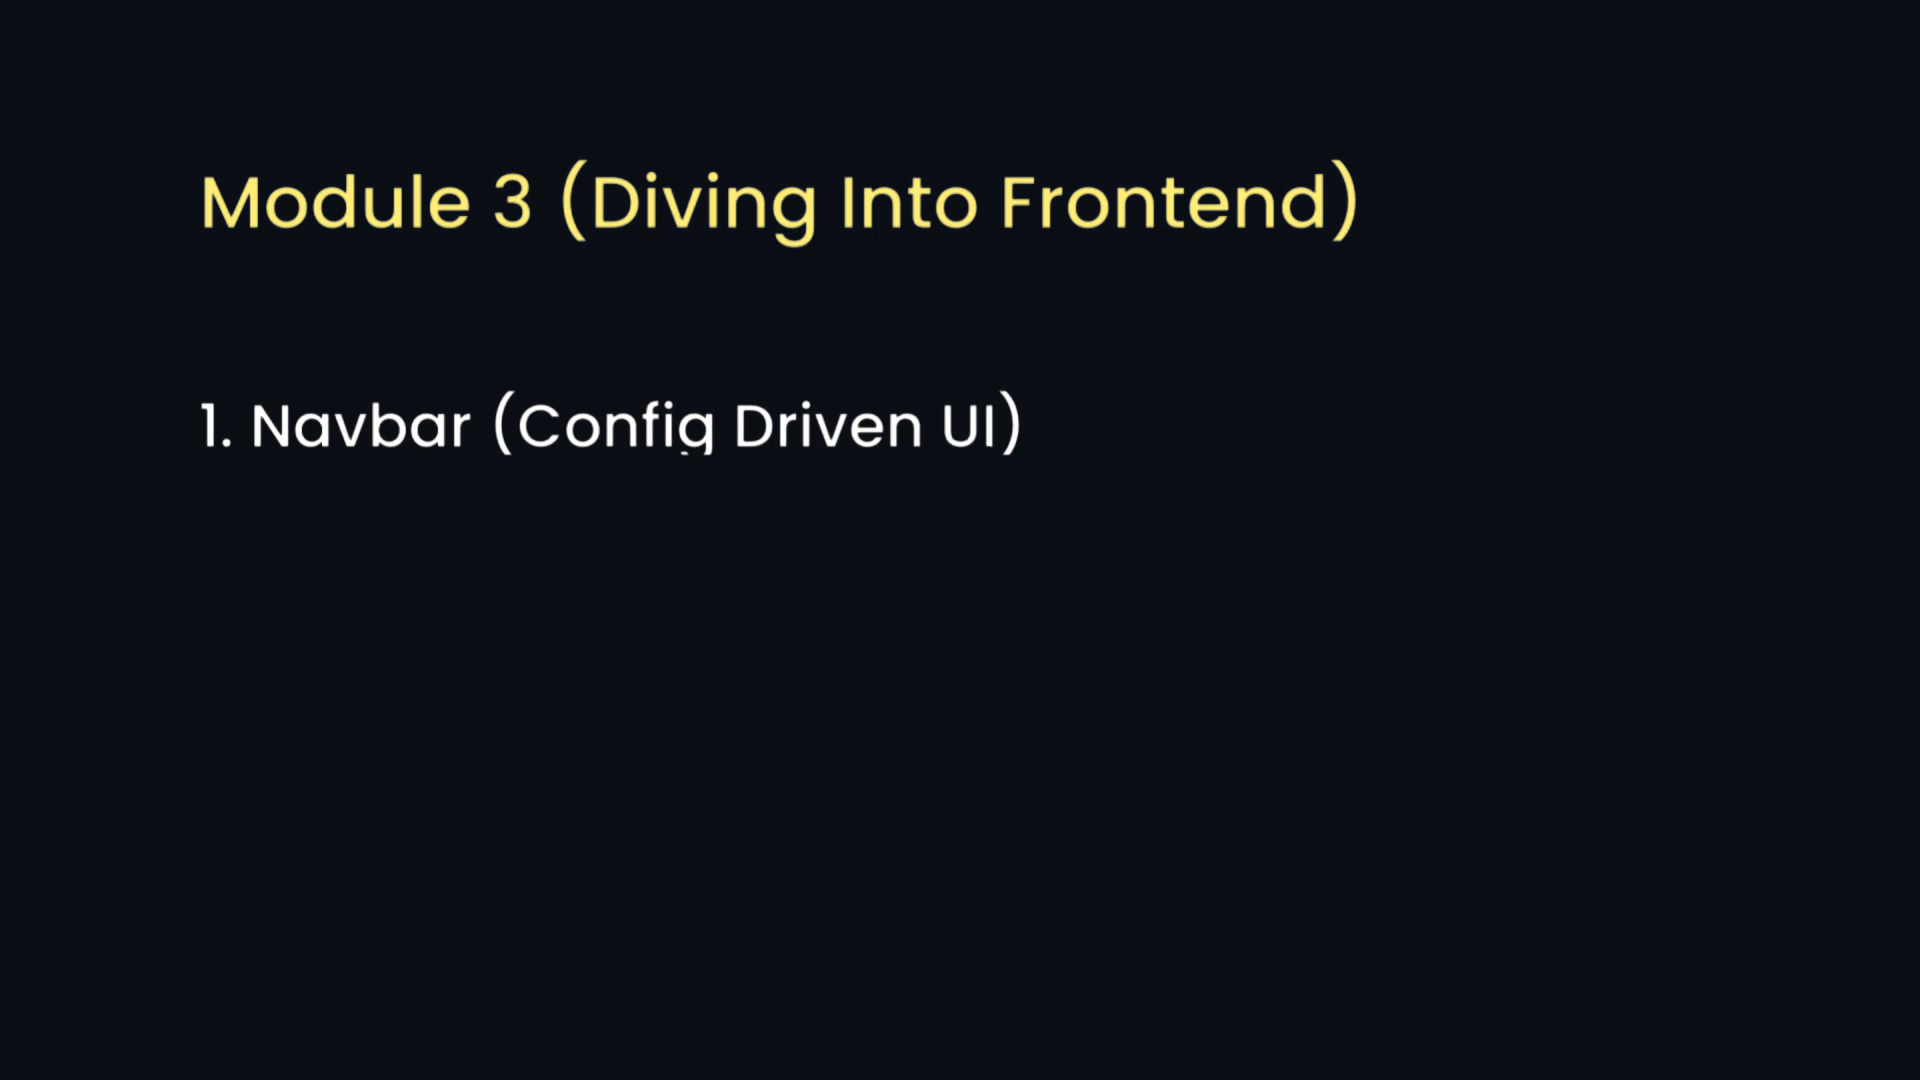 Module 3 (Diving Into Frontend)
1. Navbar (Config Driven UI)